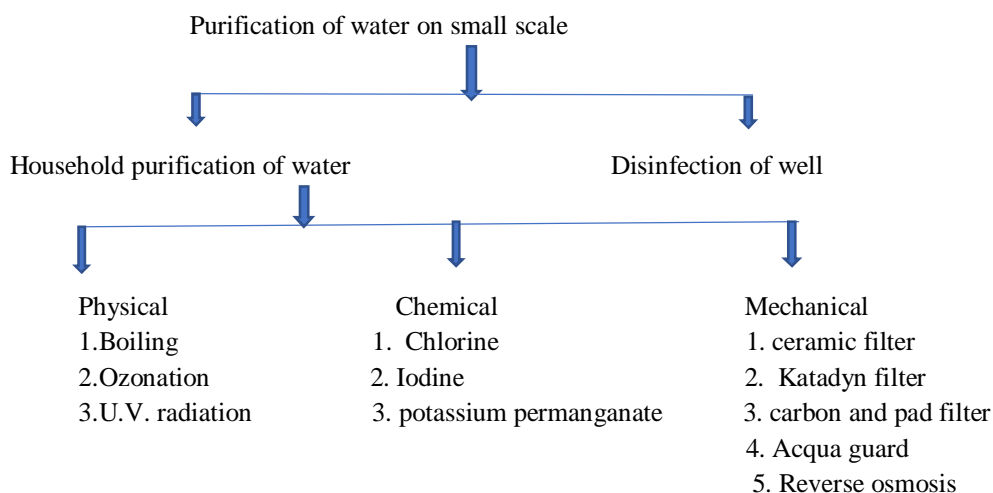 Purification of water on small scale
Household purification of water
Disinfection of well
Physical
1.Boiling
2.Ozonation
3.U.V. radiation
Chemical
1. Chlorine
2. Iodine
3. potassium permanganate
Mechanical
1. ceramic filter
2. Katadyn filter
3. carbon and pad filter
4. Acqua guard
5. Reverse osmosis